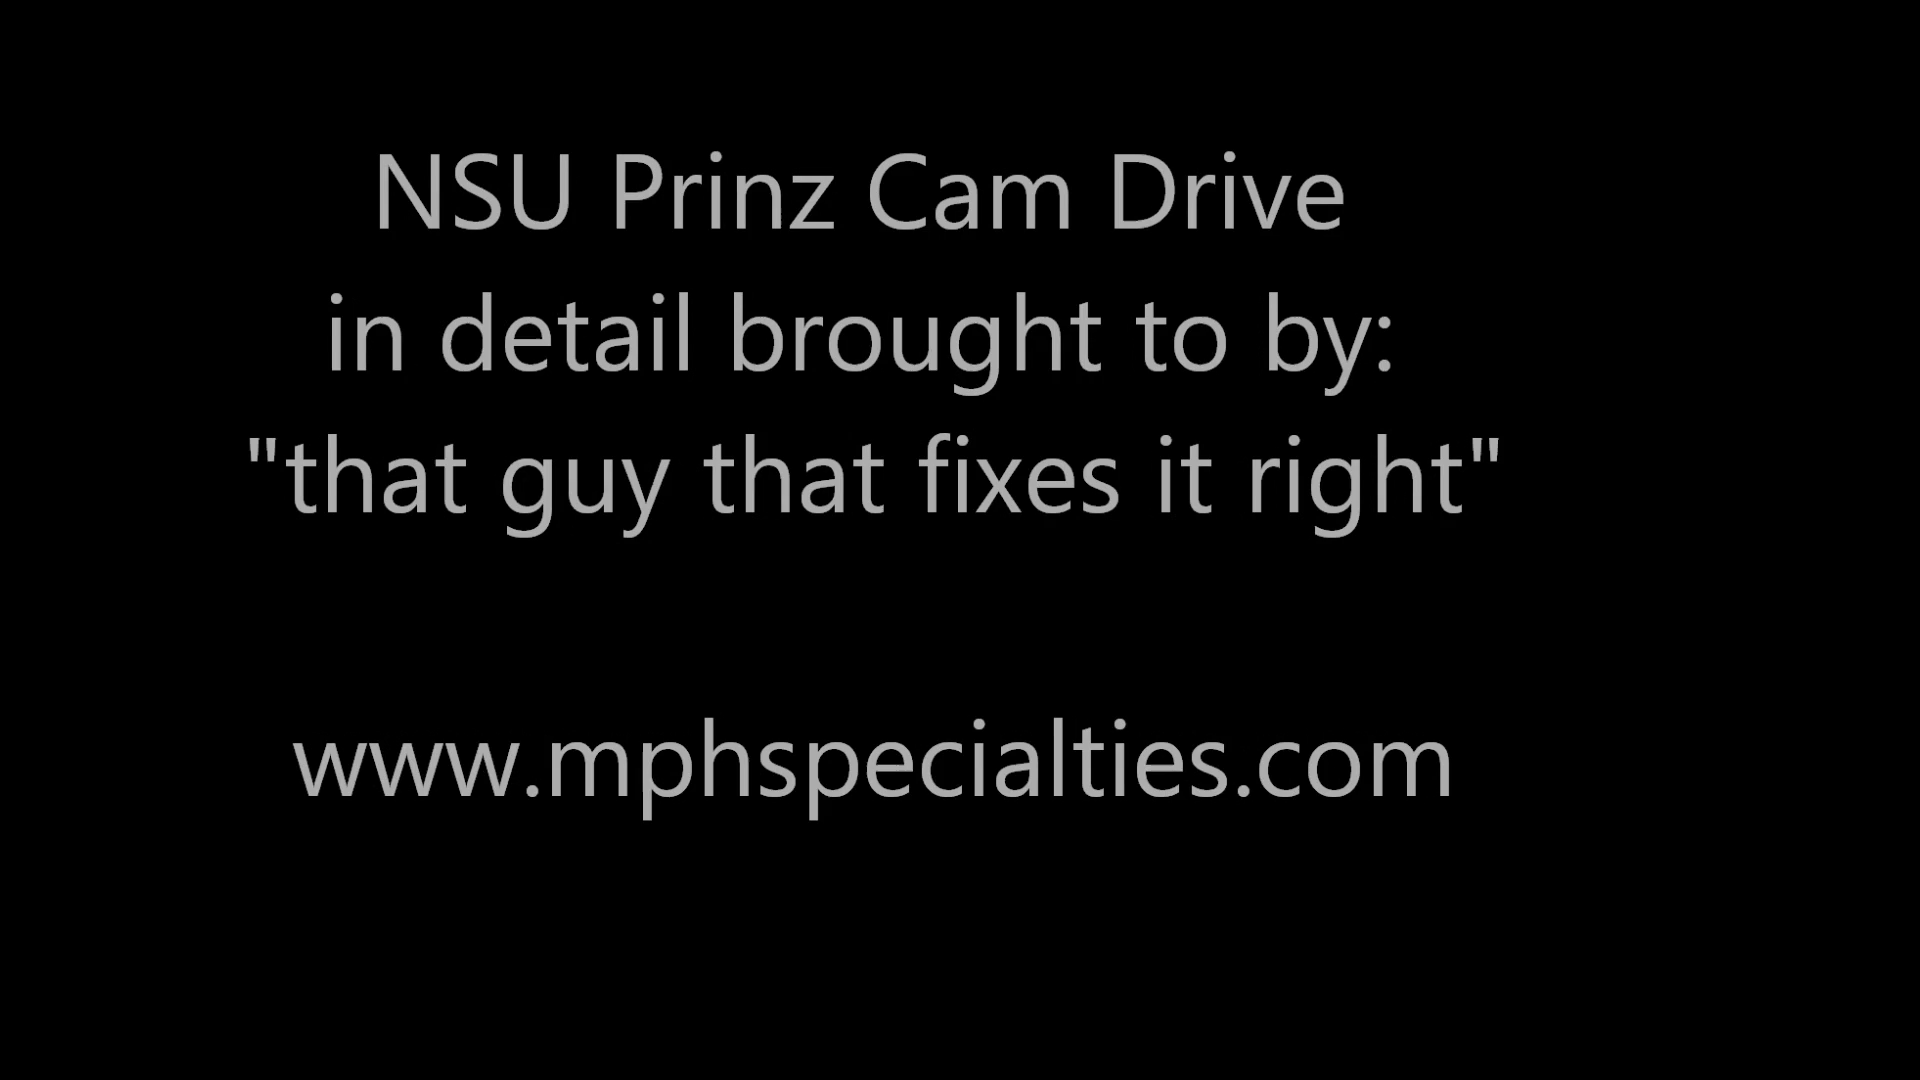 NSU Prinz Cam Drive
in detail brought to by:
"that guy that fixes it right"
www.mphspecialties.com